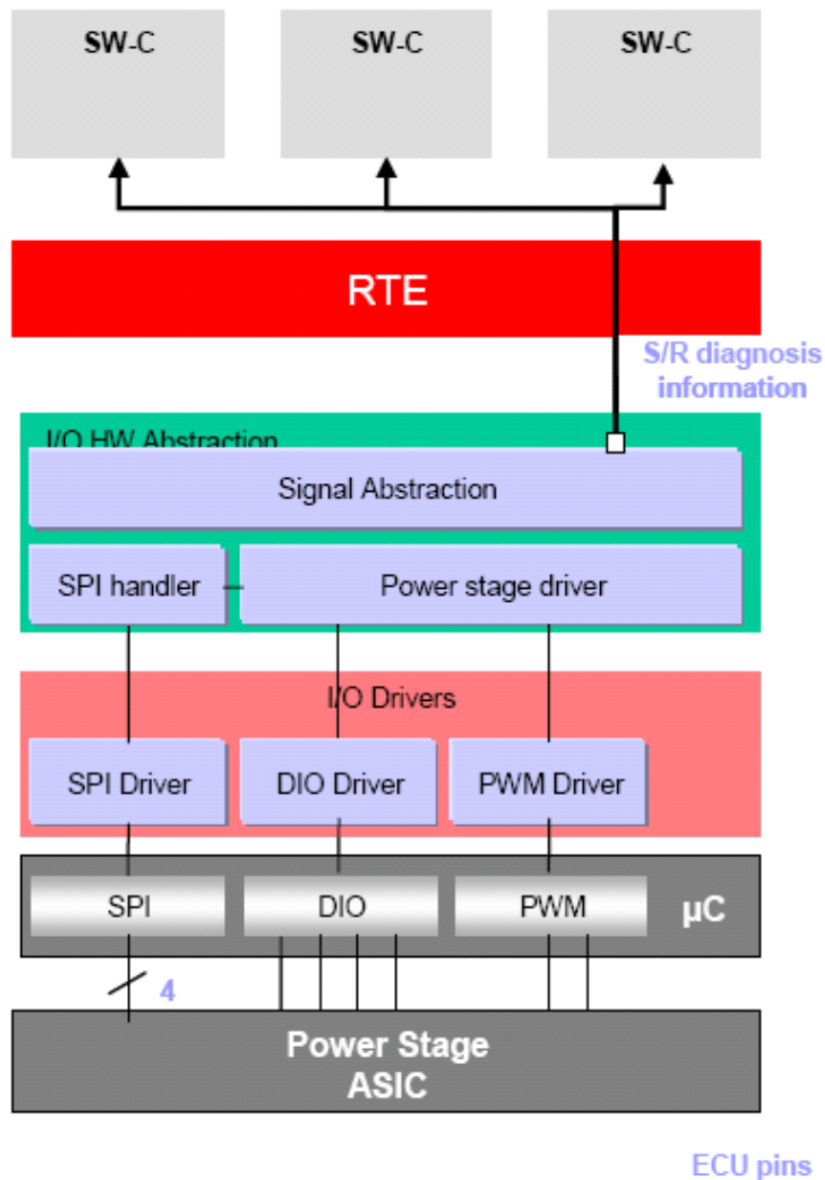 SW-C
SW-C
SW-C
RTE
S/R diagnosis
information
I/O HW Abstraction
Signal Abstraction
SPI handler
Power stage driver
I/O Drivers
SPI Driver
DIO Driver
PWM Driver
SPI
DIO
PWM
µC
4
Power Stage
ASIC
ECU pins